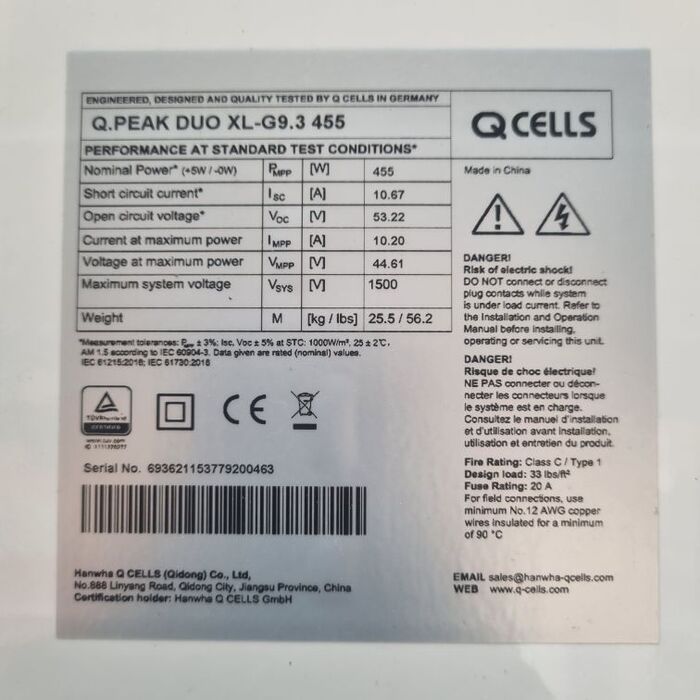 ENGINEERED, DESIGNED AND QUALITY TESTED BY Q CELLS IN GERMANY
Q.PEAK DUO XL-G9.3 455
PERFORMANCE AT STANDARD TEST CONDITIONS*
Nominal Power* (+5W / -0W) PMPP [W] 455
Short circuit current* ISC [A] 10.67
Open circuit voltage* VOC [V] 53.22
Current at maximum power IMPP [A] 10.20
Voltage at maximum power VMPP [V] 44.61
Maximum system voltage VSYS [V] 1500
Weight M [kg / lbs] 25.5 / 56.2
*Measurement tolerances: PMPP ± 3%; Isc, Voc ± 5% at STC: 1000W/m², 25 ± 2°C,
AM 1.5 according to IEC 60904-3. Data given are rated (nominal) values.
IEC 61215:2016; IEC 61730:2016
TÜVRheinland
CERTIFIED
www.tuv.com
CE
Serial No. 693621153779200463
Hanwha Q CELLS (Qidong) Co., Ltd,
No.888 Linyang Road, Qidong City, Jiangsu Province, China
Certification holder: Hanwha Q CELLS GmbH
Q CELLS
Made in China
DANGER!
Risk of electric shock!
DO NOT connect or disconnect
plug contacts while system
is under load current. Refer to
the Installation and Operation
Manual before installing,
operating or servicing this unit.
DANGER!
Risque de choc électrique!
NE PAS connecter ou décon-
necter les connecteurs lorsque
le système est en charge.
Consultez le manuel d'installation
et d'utilisation avant installation,
utilisation et entretien du produit.
Fire Rating: Class C / Type 1
Design load: 33 lbs/ft²
Fuse Rating: 20 A
For field connections, use
minimum No.12 AWG copper
wires insulated for a minimum
of 90 °C
EMAIL sales@hanwha-qcells.com
WEB www.q-cells.com